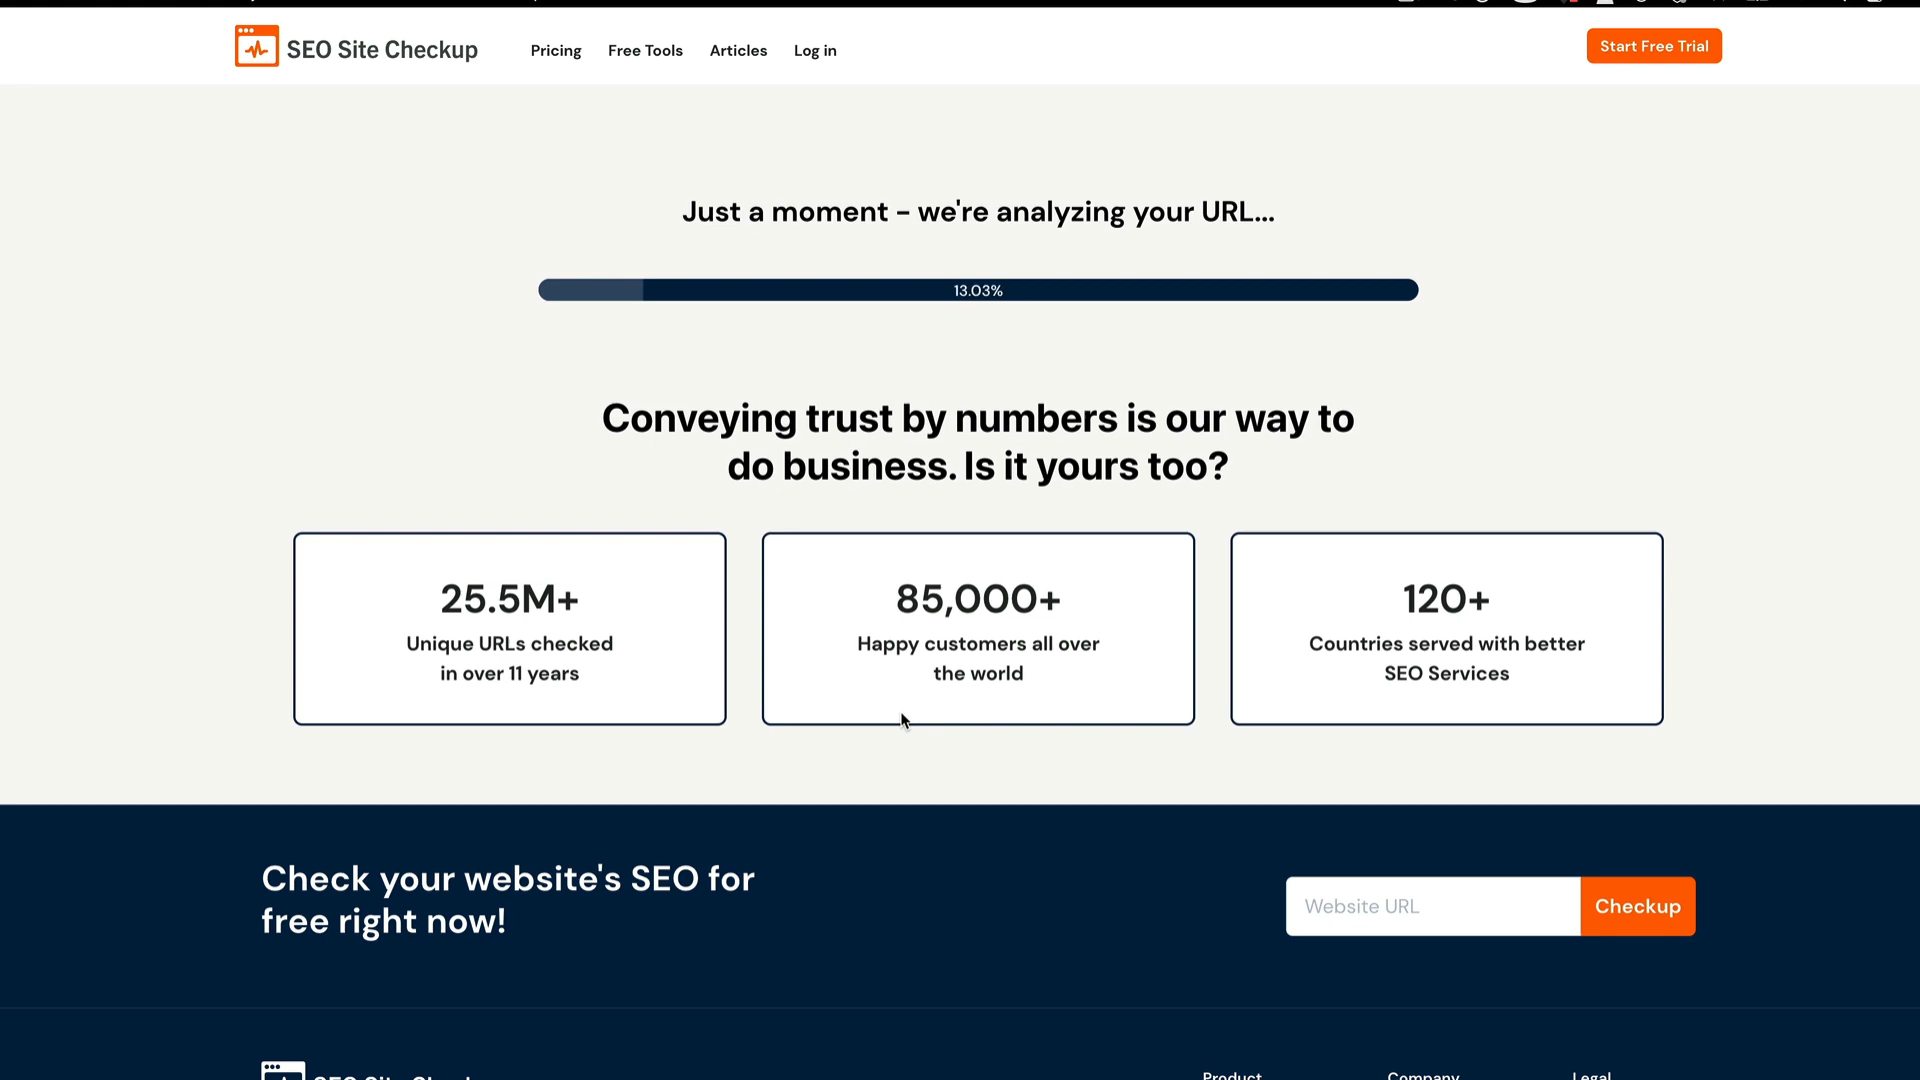 SEO Site Checkup
Pricing Free Tools Articles Log in
Start Free Trial
Just a moment – we're analyzing your URL...
13.03%
Conveying trust by numbers is our way to
do business. Is it yours too?
25.5M+
Unique URLs checked
in over 11 years
85,000+
Happy customers all over
the world
120+
Countries served with better
SEO Services
Check your website's SEO for
free right now!
Website URL
Checkup
Product Company Legal